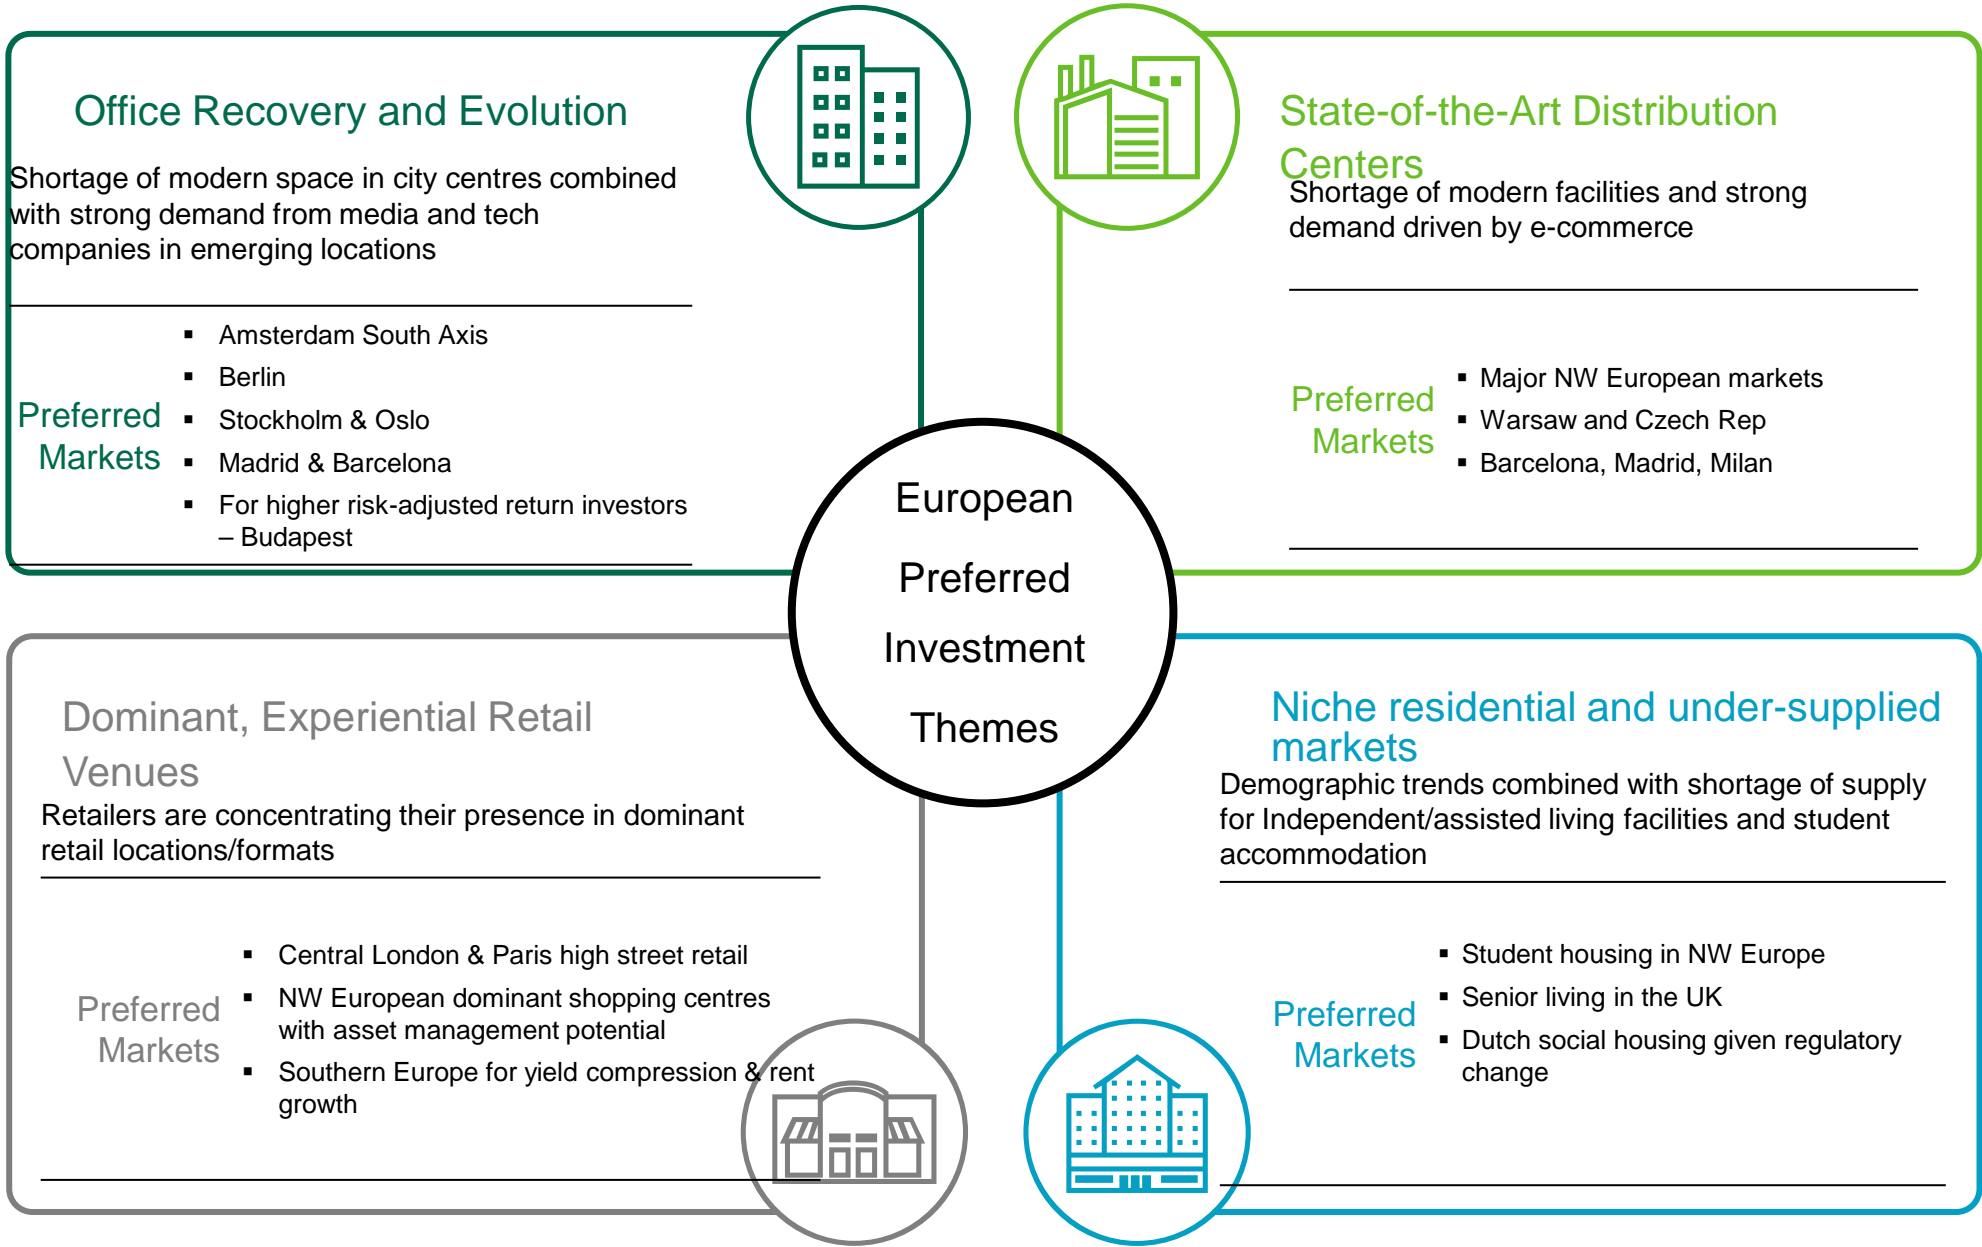 Office Recovery and Evolution
Shortage of modern space in city centres combined
with strong demand from media and tech
companies in emerging locations
Preferred
Markets
▪ Amsterdam South Axis
▪ Berlin
▪ Stockholm & Oslo
▪ Madrid & Barcelona
▪ For higher risk-adjusted return investors
– Budapest
State-of-the-Art Distribution
Centers
Shortage of modern facilities and strong
demand driven by e-commerce
Preferred
Markets
▪ Major NW European markets
▪ Warsaw and Czech Rep
▪ Barcelona, Madrid, Milan
European
Preferred
Investment
Themes
Dominant, Experiential Retail
Venues
Retailers are concentrating their presence in dominant
retail locations/formats
Preferred
Markets
▪ Central London & Paris high street retail
▪ NW European dominant shopping centres
with asset management potential
▪ Southern Europe for yield compression & rent
growth
Niche residential and under-supplied
markets
Demographic trends combined with shortage of supply
for Independent/assisted living facilities and student
accommodation
Preferred
Markets
▪ Student housing in NW Europe
▪ Senior living in the UK
▪ Dutch social housing given regulatory
change